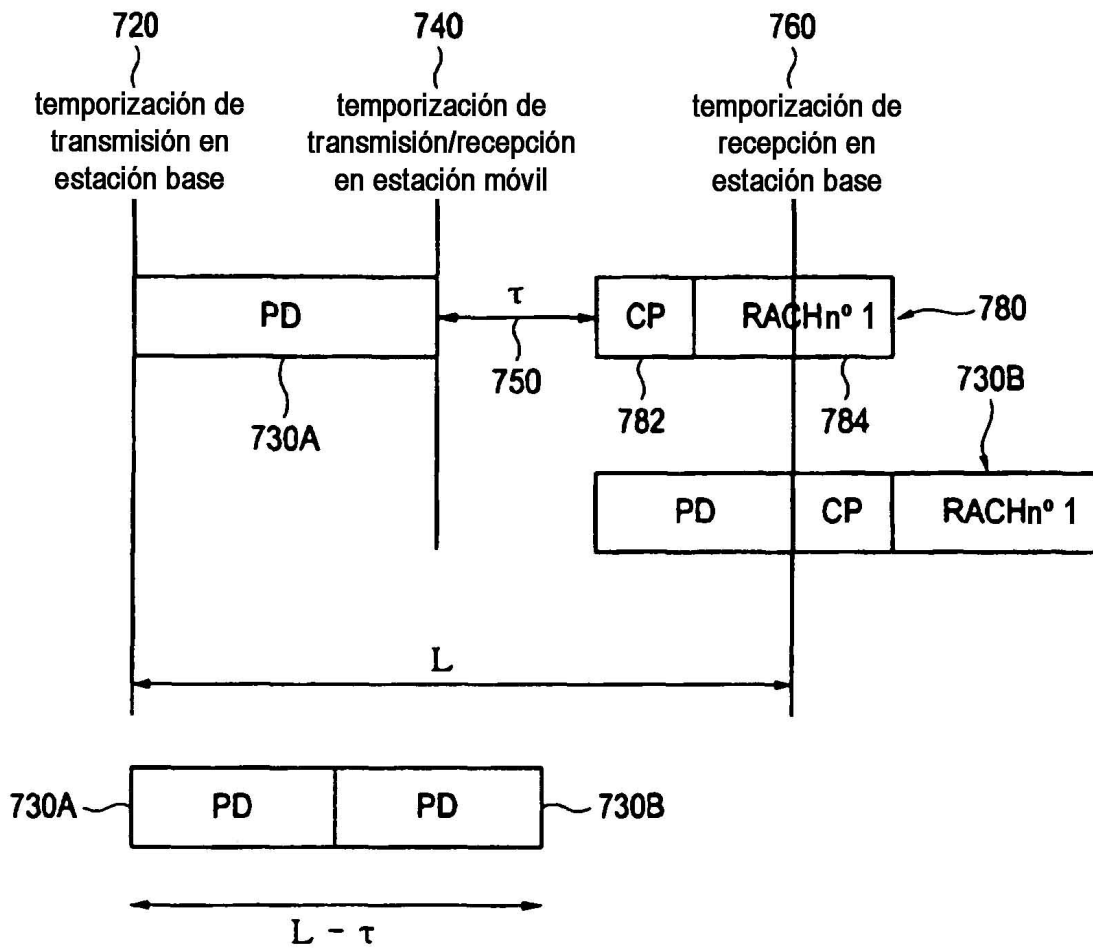 720
740
760
temporización de
transmisión en
estación base
temporización de
transmisión/recepción
en estación móvil
temporización de
recepción en
estación base
PD
τ
CP
RACHnº 1
780
730A
750
782
784
730B
PD
CP
RACHnº 1
L
730A
PD
PD
730B
L - τ